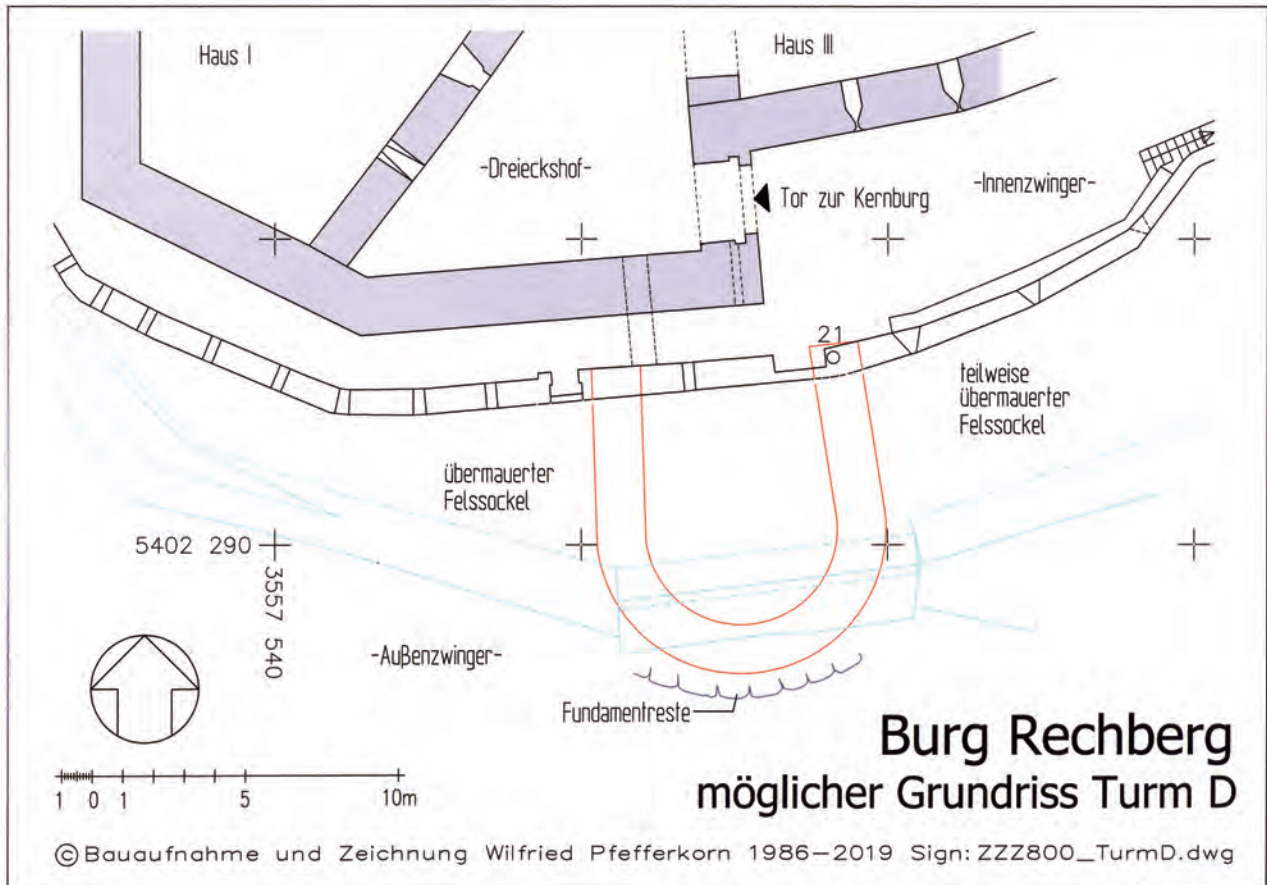 Haus I
Haus III
-Dreieckshof-
-Innenzwinger-
Tor zur Kernburg
21
teilweise
übermauerter
Felssockel
übermauerter
Felssockel
5402 290
3557 540
-Außenzwinger-
Fundamentreste
Burg Rechberg
möglicher Grundriss Turm D
1 0 1 5 10m
©Bauaufnahme und Zeichnung Wilfried Pfefferkorn 1986-2019 Sign: ZZZ800_TurmD.dwg